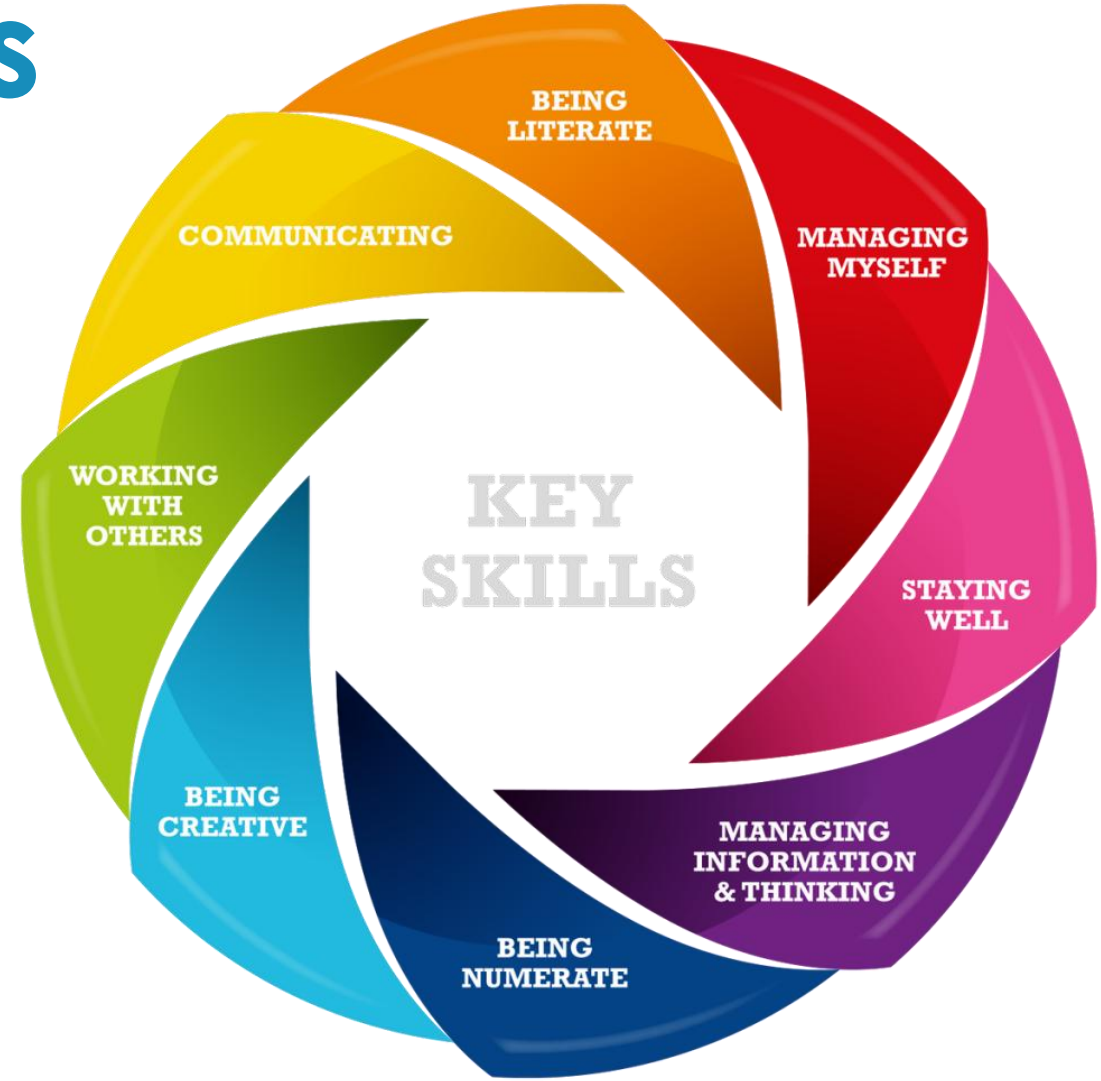 S
BEING
LITERATE
MANAGING
MYSELF
STAYING
WELL
MANAGING
INFORMATION
& THINKING
BEING
NUMERATE
BEING
CREATIVE
WORKING
WITH
OTHERS
COMMUNICATING
KEY
SKILLS